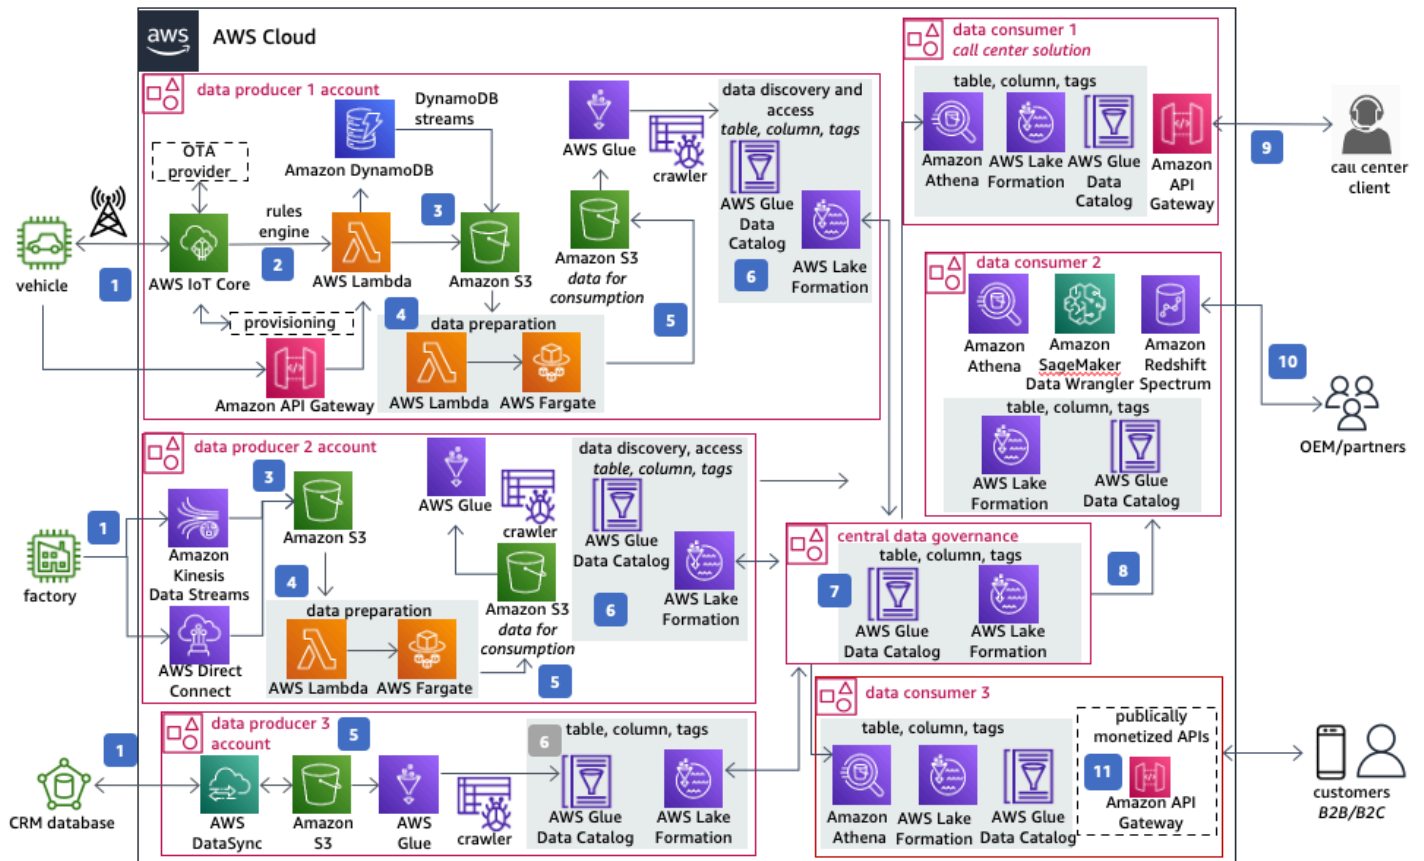 aws
AWS Cloud
data producer 1 account
OTA
provider
DynamoDB
streams
Amazon DynamoDB
rules
engine
1
2
3
vehicle
AWS IoT Core
AWS Lambda
Amazon S3
provisioning
Amazon API Gateway
4
data preparation
AWS Lambda
AWS Fargate
5
AWS Glue
crawler
Amazon S3
data for
consumption
data discovery and
access
table, column, tags
AWS Glue
Data
Catalog
6
AWS Lake
Formation
data consumer 1
call center solution
table, column, tags
Amazon
Athena
AWS Lake
Formation
AWS Glue
Data
Catalog
Amazon
API
Gateway
9
call center
client
data consumer 2
Amazon
Athena
Amazon
SageMaker
Data Wrangler
Amazon
Redshift
Spectrum
10
OEM/partners
table, column, tags
AWS Lake
Formation
AWS Glue
Data Catalog
data producer 2 account
1
3
factory
Amazon
Kinesis
Data Streams
AWS Direct
Connect
Amazon S3
4
data preparation
AWS Lambda
AWS Fargate
5
AWS Glue
crawler
Amazon S3
data for
consumption
data discovery, access
table, column, tags
AWS Glue
Data Catalog
6
AWS Lake
Formation
central data governance
table, column, tags
7
AWS Glue
Data Catalog
AWS Lake
Formation
8
data producer 3
account
1
5
CRM database
AWS
DataSync
Amazon
S3
AWS
Glue
crawler
6
table, column, tags
AWS Glue
Data Catalog
AWS Lake
Formation
data consumer 3
table, column, tags
Amazon
Athena
AWS Lake
Formation
AWS Glue
Data Catalog
publically
monetized APIs
11
Amazon API
Gateway
customers
B2B/B2C